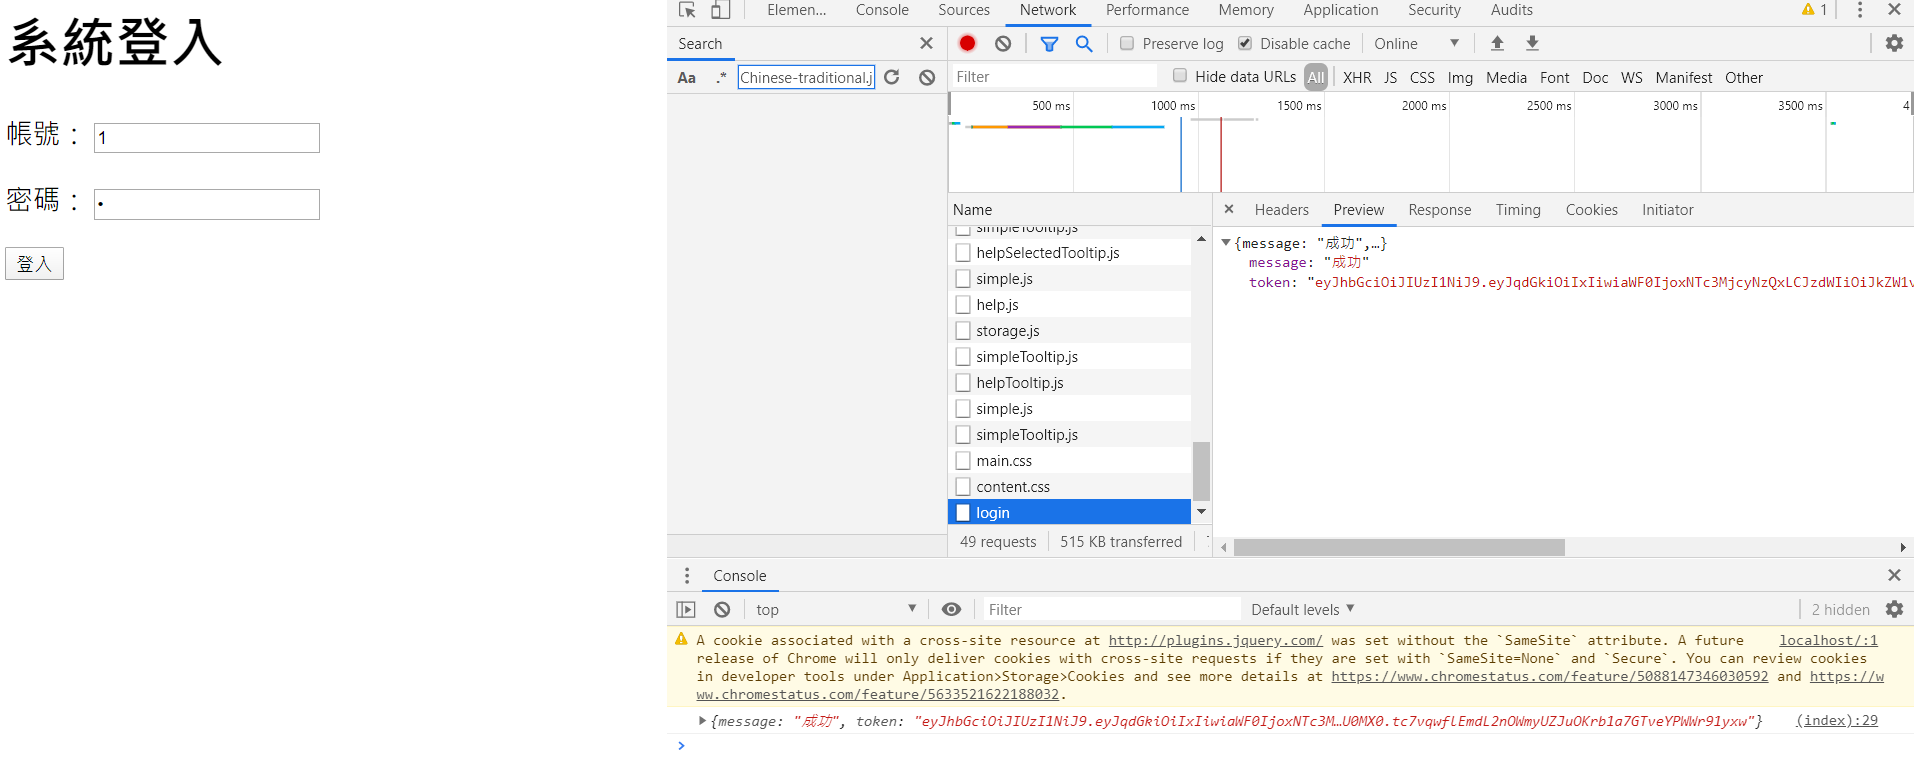 系統登入
帳號： 1
密碼： •
登入
Elemen... Console Sources Network Performance Memory Application Security Audits 1
Search
Preserve log Disable cache Online
Aa .* Chinese-traditional.j
Filter Hide data URLs All XHR JS CSS Img Media Font Doc WS Manifest Other
500 ms 1000 ms 1500 ms 2000 ms 2500 ms 3000 ms 3500 ms 4
Name
simpleTooltip.js
helpSelectedTooltip.js
simple.js
help.js
storage.js
simpleTooltip.js
helpTooltip.js
simple.js
simpleTooltip.js
main.css
content.css
login
49 requests 515 KB transferred
Headers Preview Response Timing Cookies Initiator
{message: "成功",…}
message: "成功"
token: "eyJhbGciOiJIUzI1NiJ9.eyJqdGkiOiIxIiwiaWF0IjoxNTc3MjcyNzQxLCJzdWIiOiJkZW1v
Console
top Filter Default levels 2 hidden
A cookie associated with a cross-site resource at http://plugins.jquery.com/ was set without the `SameSite` attribute. A future localhost/:1
release of Chrome will only deliver cookies with cross-site requests if they are set with `SameSite=None` and `Secure`. You can review cookies
in developer tools under Application>Storage>Cookies and see more details at https://www.chromestatus.com/feature/5088147346030592 and https://w
ww.chromestatus.com/feature/5633521622188032.
{message: "成功", token: "eyJhbGciOiJIUzI1NiJ9.eyJqdGkiOiIxIiwiaWF0IjoxNTc3M…U0MX0.tc7vqwflEmdL2nOWmyUZJuOKrb1a7GTveYPWWr91yxw"} (index):29